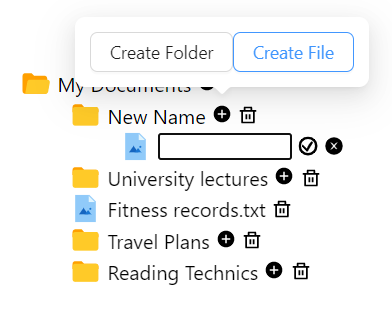 Create Folder Create File
My Documents
New Name
University lectures
Fitness records.txt
Travel Plans
Reading Technics